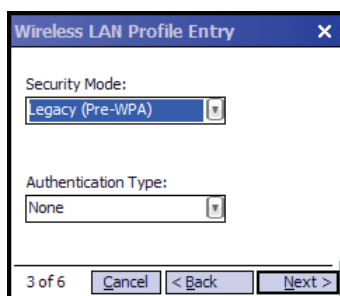 Wireless LAN Profile Entry
Security Mode:
Legacy (Pre-WPA)
Authentication Type:
None
3 of 6 Cancel < Back Next >